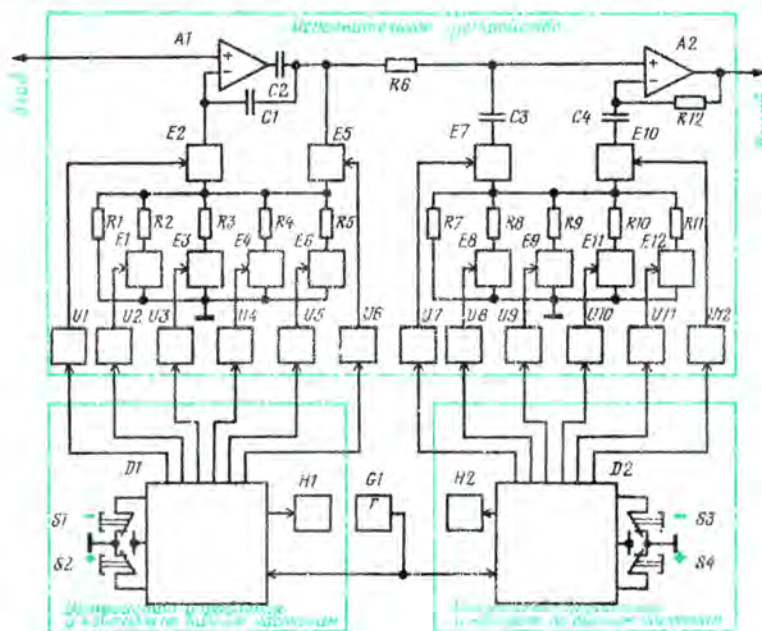 Исполнительное устройство
A1
A2
C2
R6
R12
C1
C3
C4
E2
E5
E7
E10
R1
R2
R3
R4
R5
R7
R8
R9
R10
R11
E1
E3
E4
E6
E8
E9
E11
E12
U1
U2
U3
U4
U5
U6
U7
U8
U9
U10
U11
U12
D1
D2
H1
G1
H2
Г
S1
S2
S3
S4
-
+